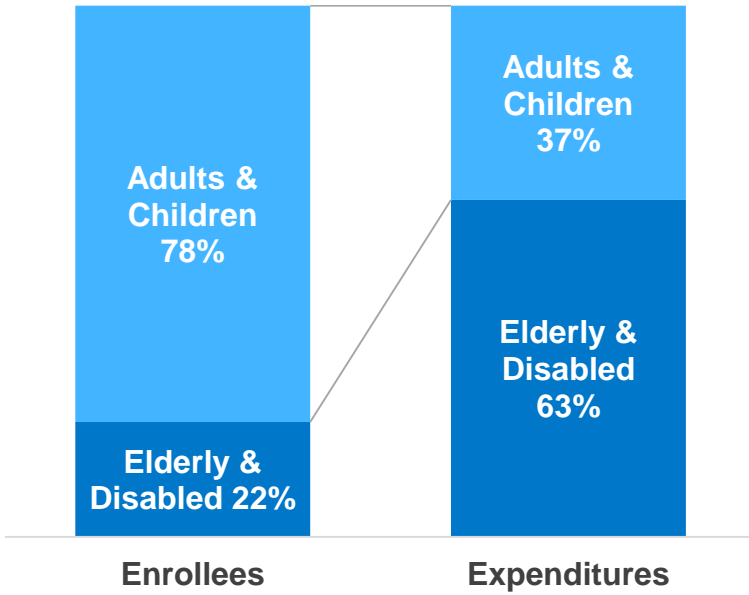 Adults &
Children
78%
Elderly &
Disabled 22%
Adults &
Children
37%
Elderly &
Disabled
63%
Enrollees
Expenditures